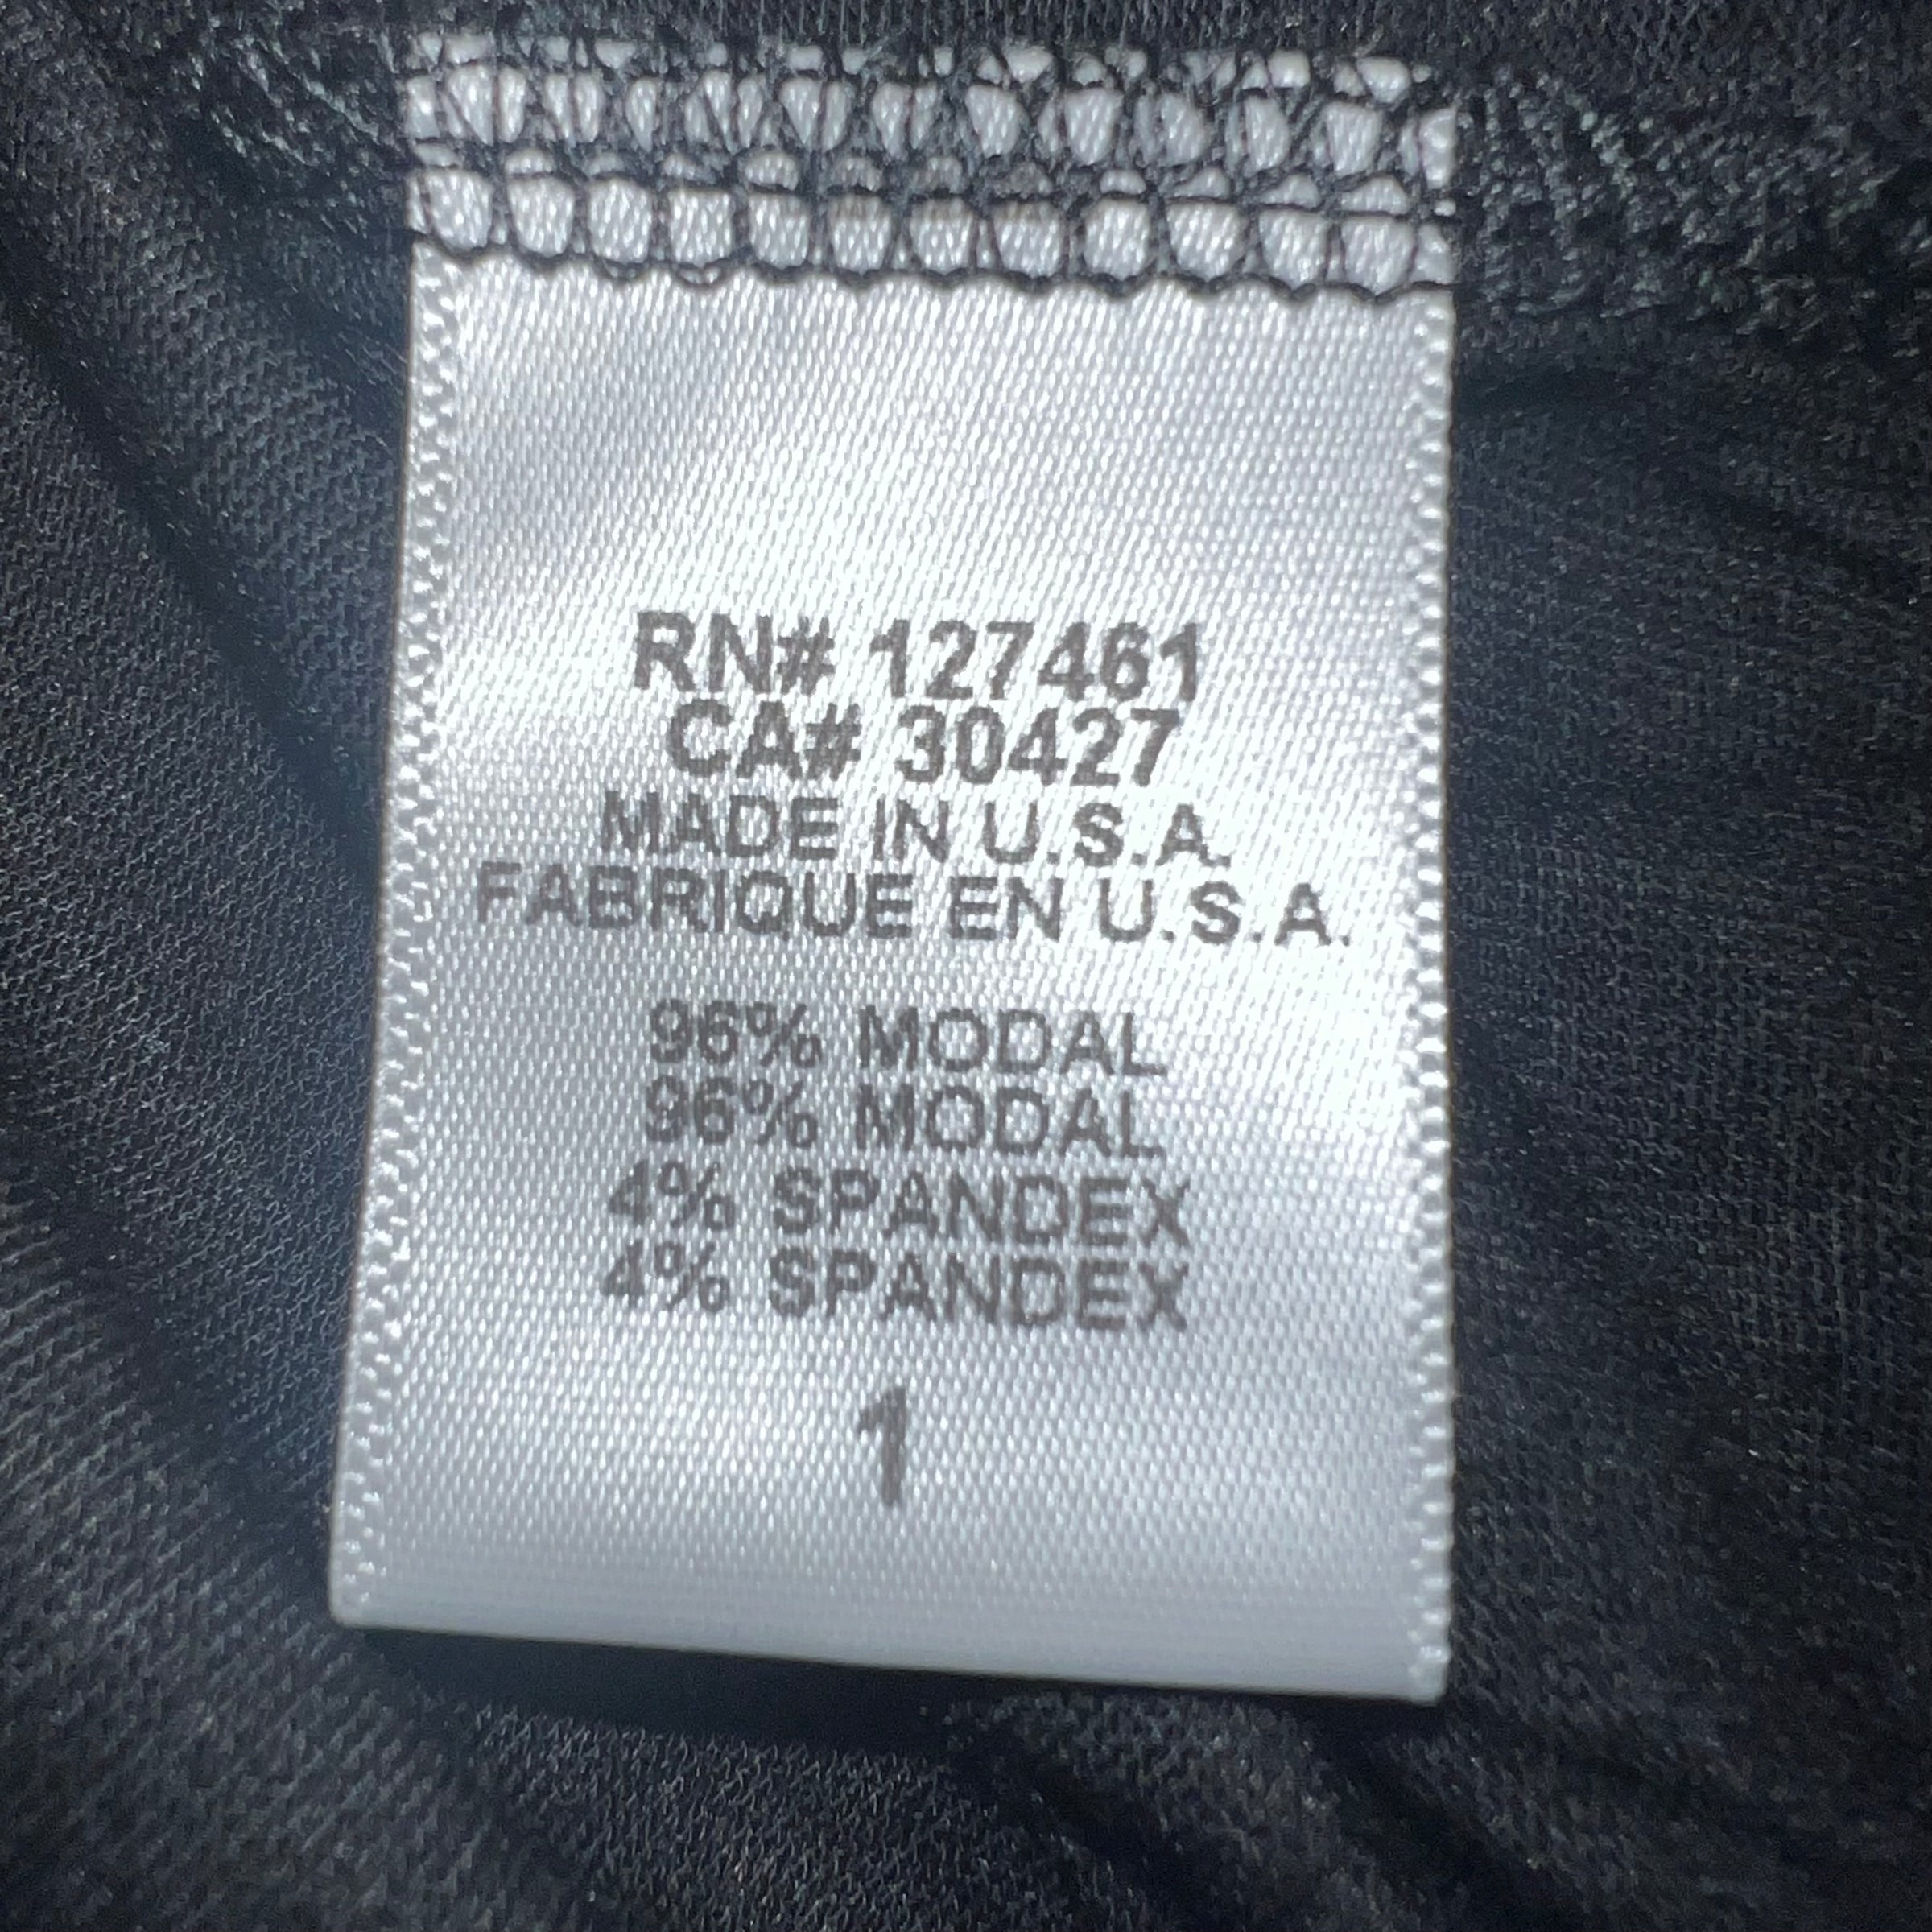 RN# 127461
CA# 30427
MADE IN U.S.A.
FABRIQUE EN U.S.A.
96% MODAL
96% MODAL
4% SPANDEX
4% SPANDEX
1